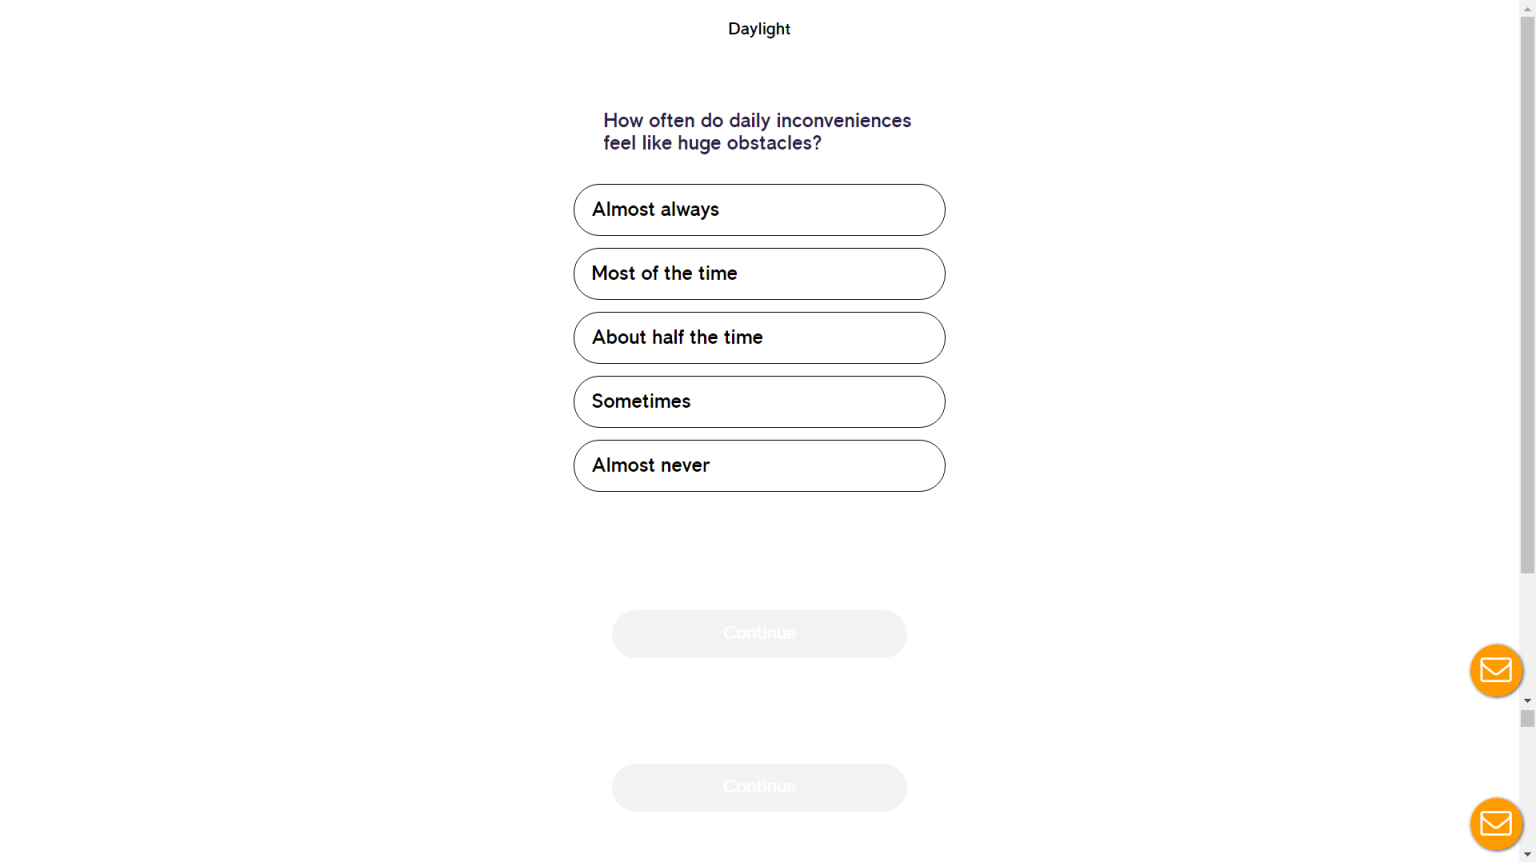 Daylight
How often do daily inconveniences
feel like huge obstacles?
Almost always
Most of the time
About half the time
Sometimes
Almost never
Continue
Continue